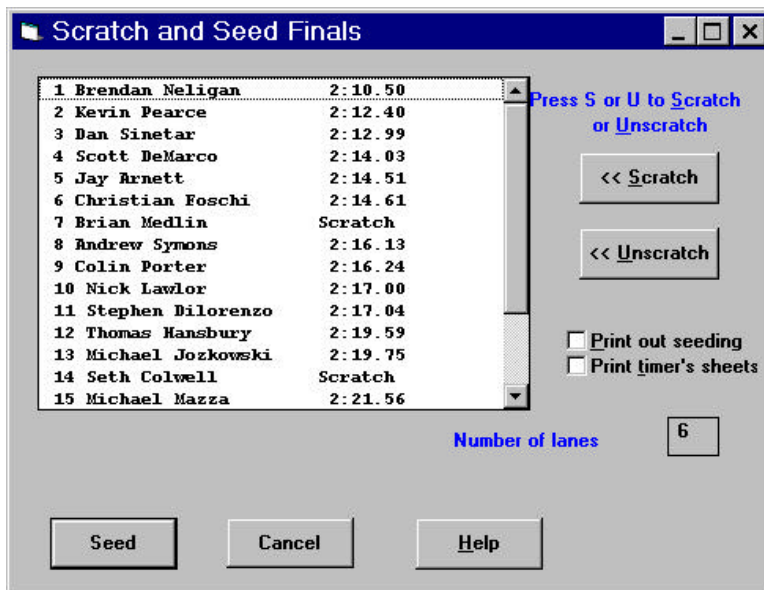 Scratch and Seed Finals
1 Brendan Neligan 2:10.50
2 Kevin Pearce 2:12.40
3 Dan Sinetar 2:12.99
4 Scott DeMarco 2:14.03
5 Jay Arnett 2:14.51
6 Christian Foschi 2:14.61
7 Brian Medlin Scratch
8 Andrew Symons 2:16.13
9 Colin Porter 2:16.24
10 Nick Lawlor 2:17.00
11 Stephen Dilorenzo 2:17.04
12 Thomas Hansbury 2:19.59
13 Michael Jozkowski 2:19.75
14 Seth Colwell Scratch
15 Michael Mazza 2:21.56
Press S or U to Scratch
or Unscratch
<< Scratch
<< Unscratch
Print out seeding
Print timer's sheets
Number of lanes 6
Seed Cancel Help